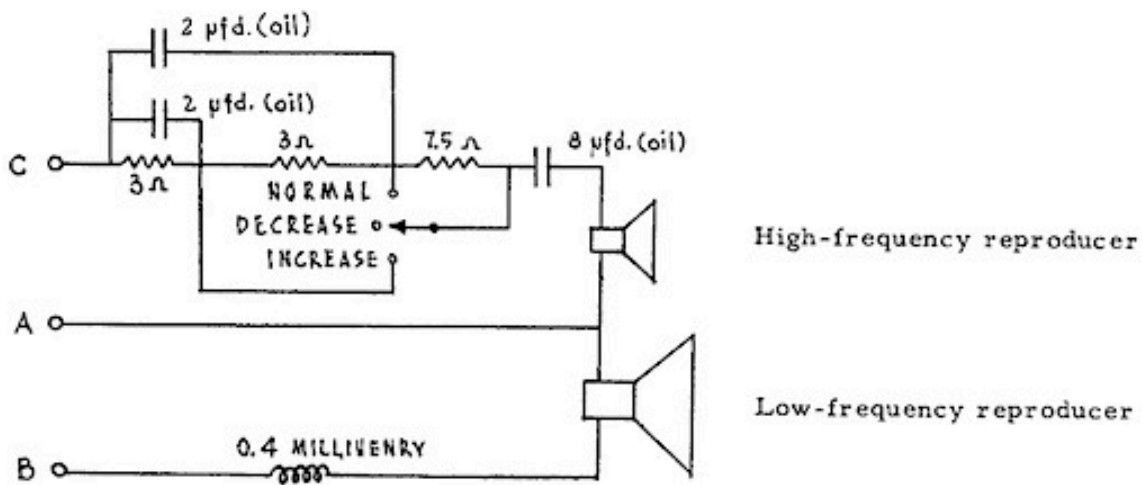 2 μfd. (oil)
2 μfd. (oil)
C
3Ω
3Ω
7.5 Ω
8 μfd. (oil)
NORMAL
DECREASE
INCREASE
High-frequency reproducer
A
Low-frequency reproducer
0.4 MILLIHENRY
B